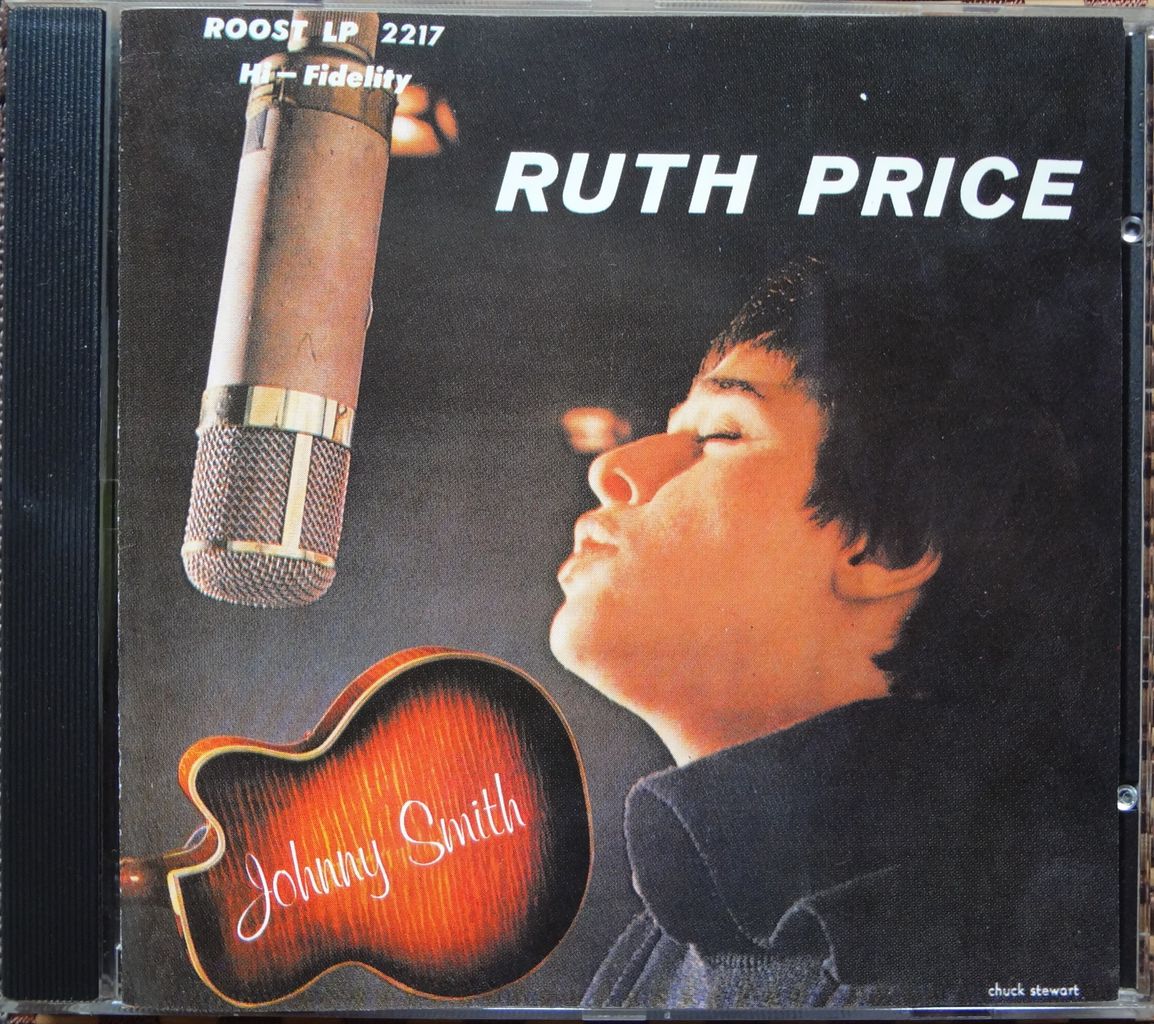 ROOST LP 2217
Hi-Fidelity
RUTH PRICE
Johnny Smith
chuck stewart